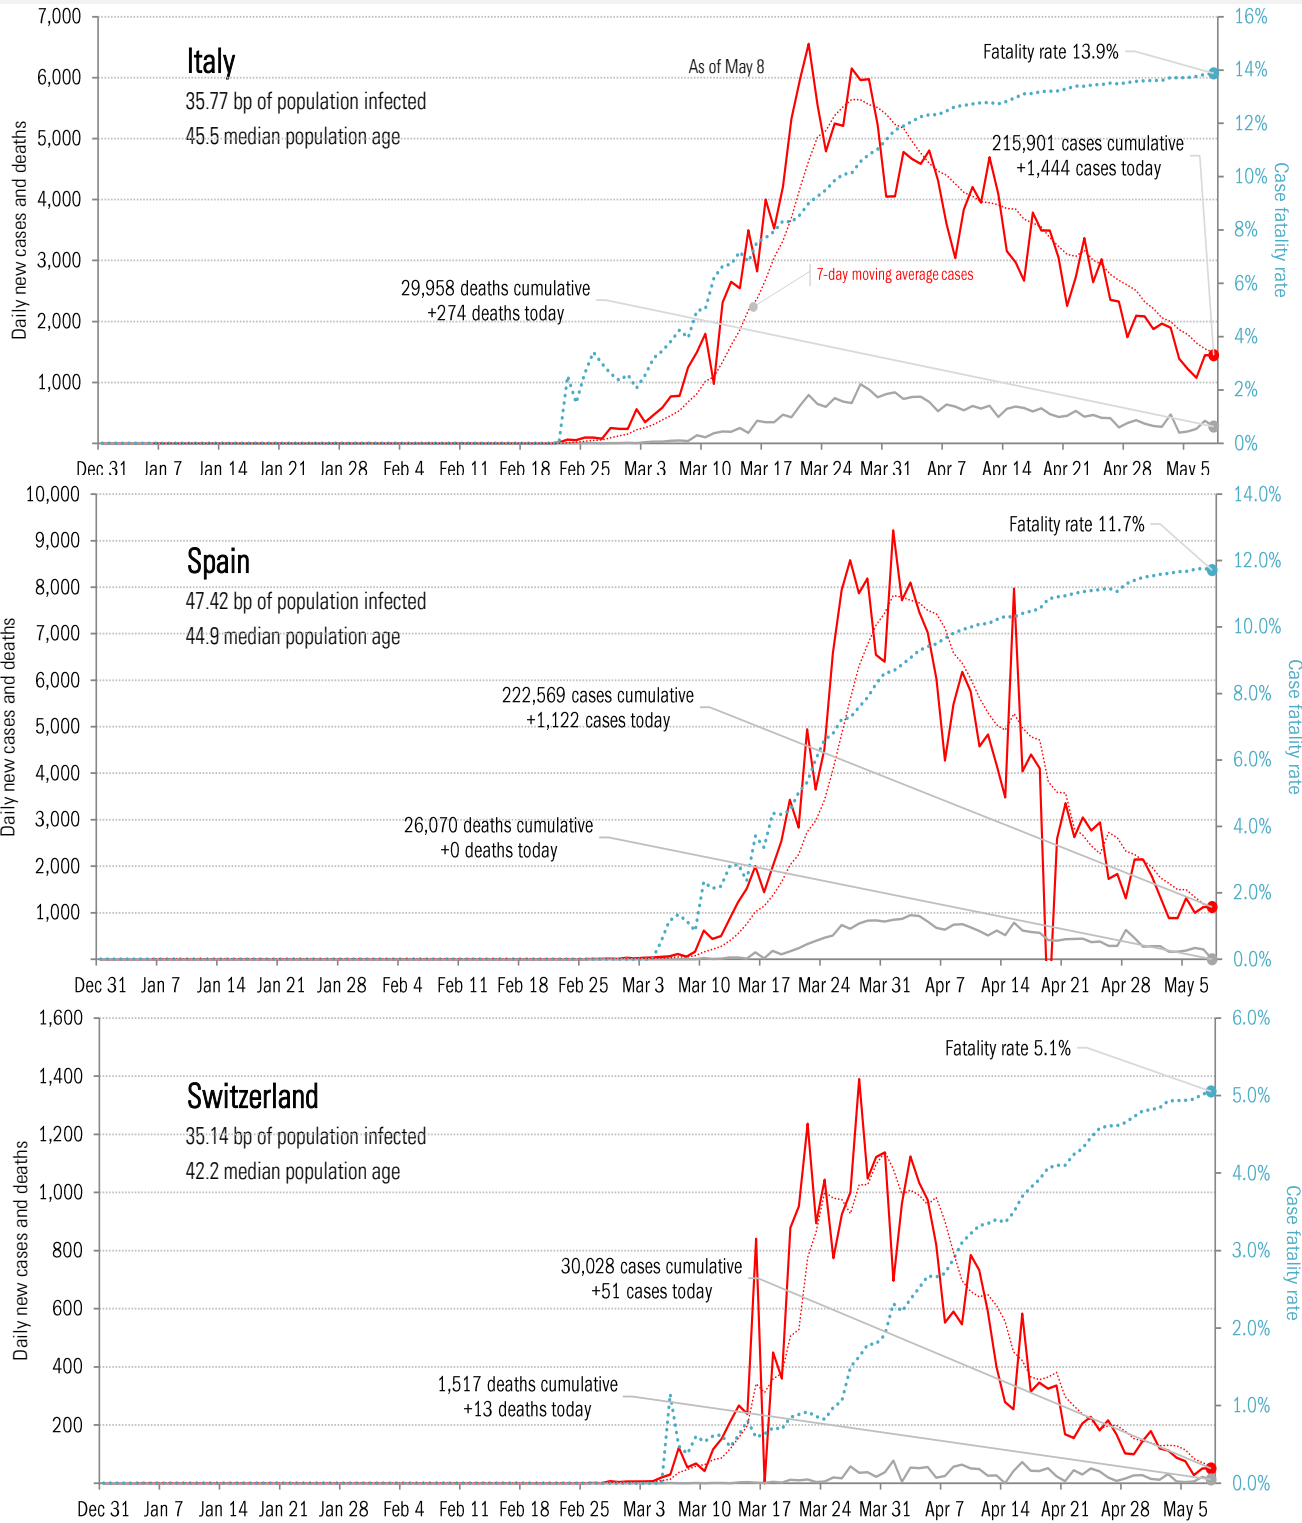 7,000
6,000
5,000
4,000
3,000
2,000
1,000
Daily new cases and deaths
Italy
35.77 bp of population infected
45.5 median population age
As of May 8
Fatality rate 13.9%
215,901 cases cumulative
+1,444 cases today
7-day moving average cases
29,958 deaths cumulative
+274 deaths today
16%
14%
12%
10%
8%
6%
4%
2%
0%
Case fatality rate
Dec 31 Jan 7 Jan 14 Jan 21 Jan 28 Feb 4 Feb 11 Feb 18 Feb 25 Mar 3 Mar 10 Mar 17 Mar 24 Mar 31 Apr 7 Apr 14 Apr 21 Apr 28 May 5
10,000
9,000
8,000
7,000
6,000
5,000
4,000
3,000
2,000
1,000
Daily new cases and deaths
Spain
47.42 bp of population infected
44.9 median population age
Fatality rate 11.7%
222,569 cases cumulative
+1,122 cases today
26,070 deaths cumulative
+0 deaths today
14.0%
12.0%
10.0%
8.0%
6.0%
4.0%
2.0%
0.0%
Case fatality rate
Dec 31 Jan 7 Jan 14 Jan 21 Jan 28 Feb 4 Feb 11 Feb 18 Feb 25 Mar 3 Mar 10 Mar 17 Mar 24 Mar 31 Apr 7 Apr 14 Apr 21 Apr 28 May 5
1,600
1,400
1,200
1,000
800
600
400
200
Daily new cases and deaths
Switzerland
35.14 bp of population infected
42.2 median population age
Fatality rate 5.1%
30,028 cases cumulative
+51 cases today
1,517 deaths cumulative
+13 deaths today
6.0%
5.0%
4.0%
3.0%
2.0%
1.0%
0.0%
Case fatality rate
Dec 31 Jan 7 Jan 14 Jan 21 Jan 28 Feb 4 Feb 11 Feb 18 Feb 25 Mar 3 Mar 10 Mar 17 Mar 24 Mar 31 Apr 7 Apr 14 Apr 21 Apr 28 May 5